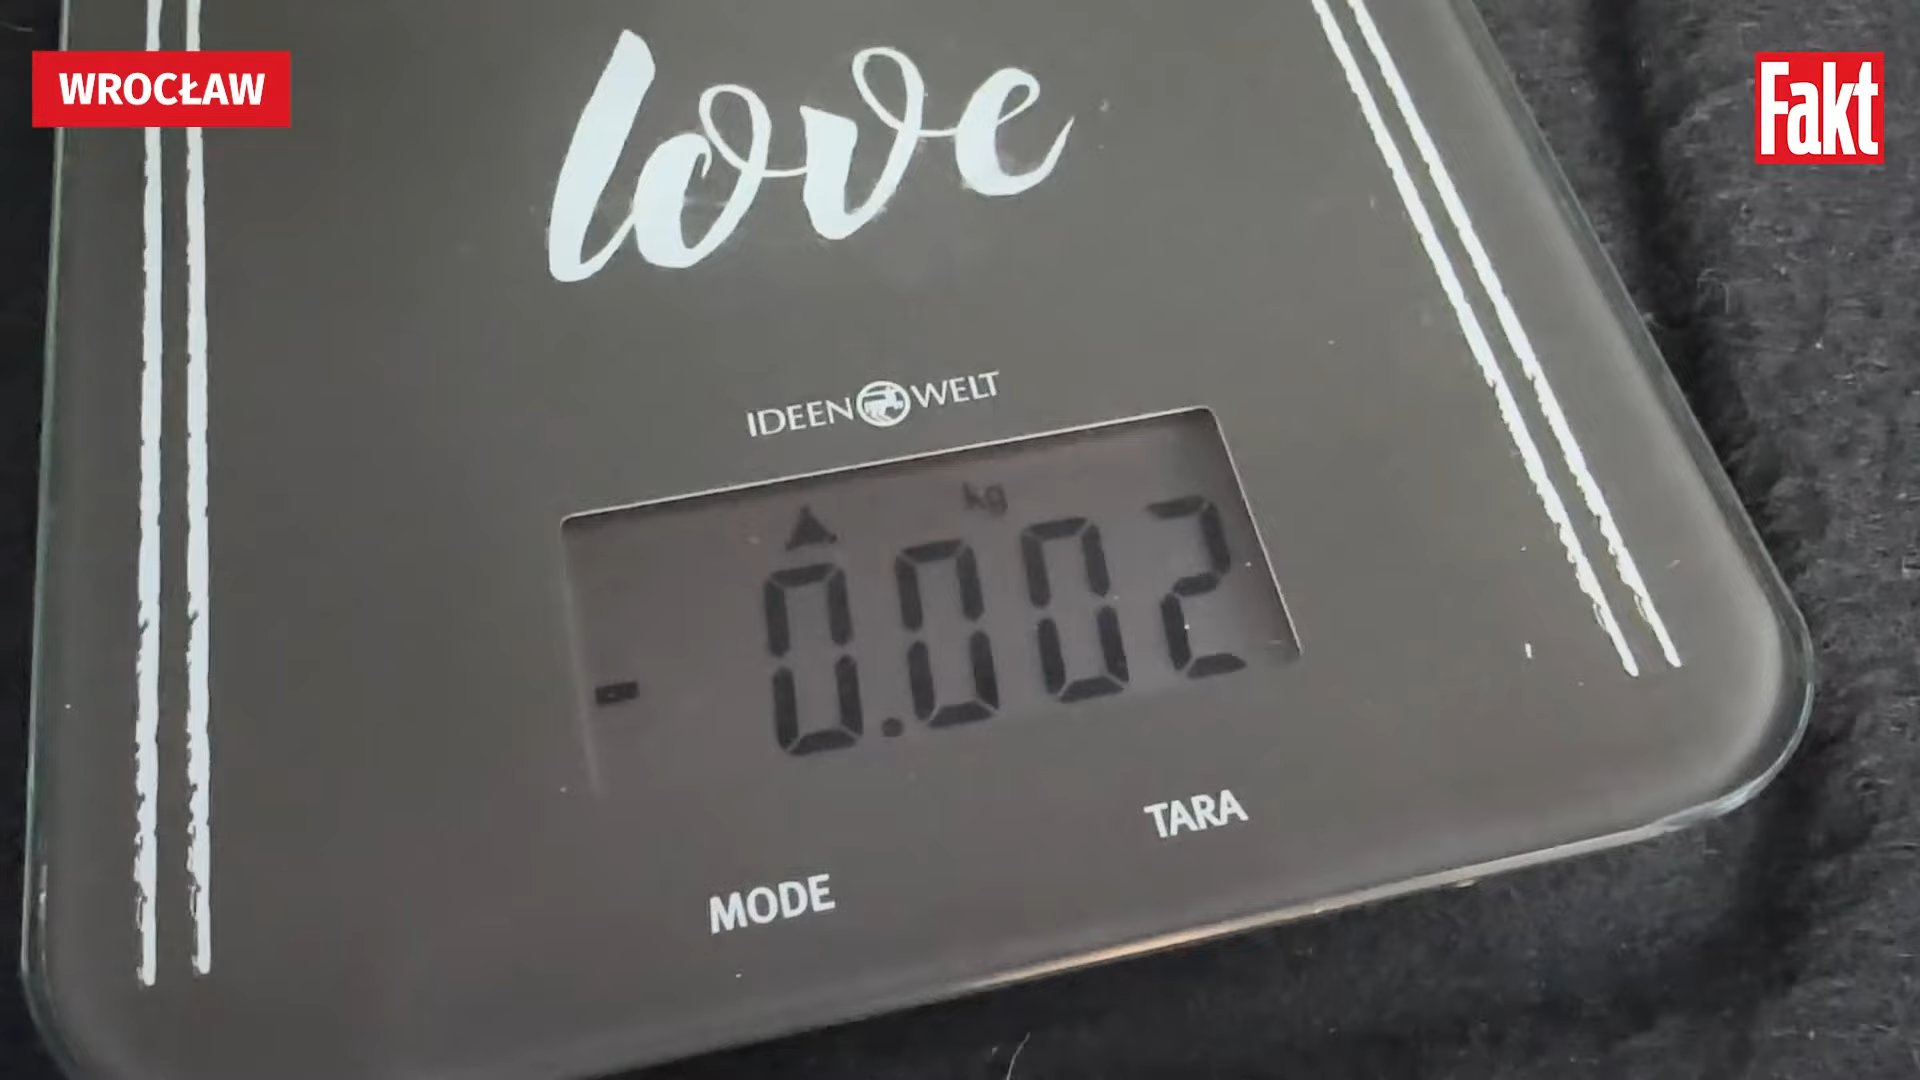 WROCŁAW
Fakt
love
IDEEN WELT
kg
- 0.002
TARA
MODE